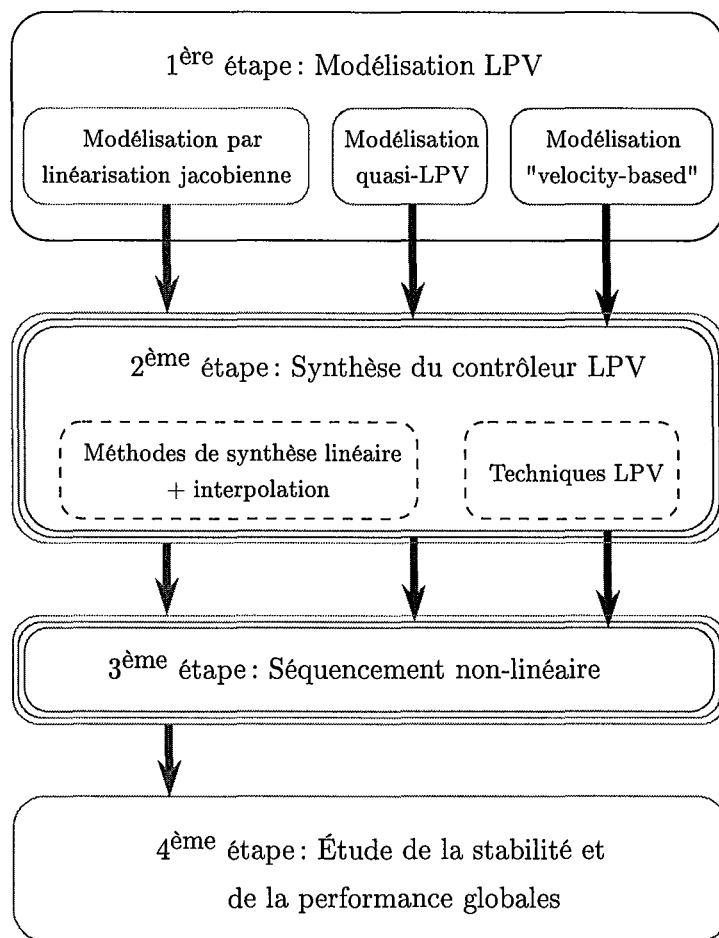 1ère étape : Modélisation LPV
Modélisation par
linéarisation jacobienne
Modélisation
quasi-LPV
Modélisation
"velocity-based"
2ème étape : Synthèse du contrôleur LPV
Méthodes de synthèse linéaire
+ interpolation
Techniques LPV
3ème étape : Séquencement non-linéaire
4ème étape : Étude de la stabilité et
de la performance globales